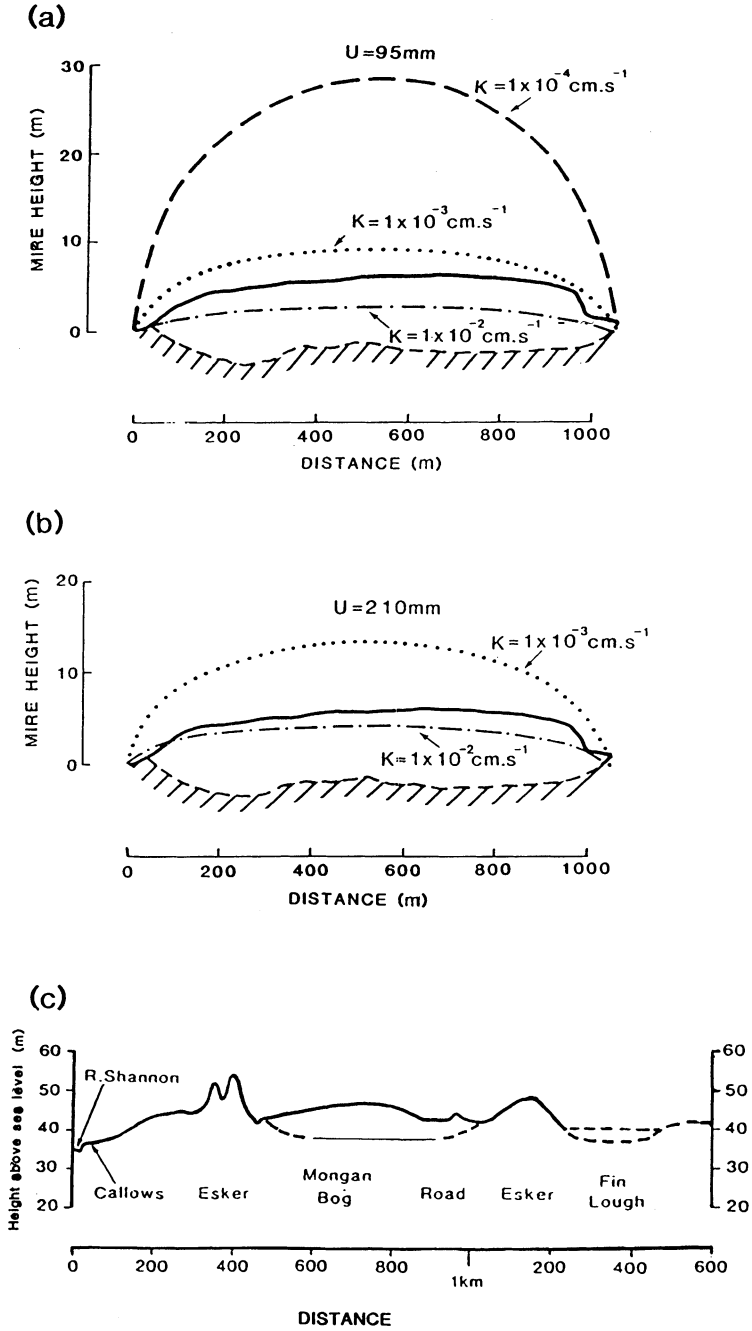 (a)
U=95mm
K=1x10⁻⁴cm.s⁻¹
30
20
10
0
MIRE HEIGHT (m)
K=1x10⁻³cm.s⁻¹
K=1x10⁻²cm.s⁻¹
0 200 400 600 800 1000
DISTANCE (m)
(b)
U=210mm
K=1x10⁻³cm.s⁻¹
20
10
0
MIRE HEIGHT (m)
K=1x10⁻²cm.s⁻¹
0 200 400 600 800 1000
DISTANCE (m)
(c)
Height above sea level (m)
60
50
40
30
20
R.Shannon
Callows
Esker
Mongan
Bog
Road
Esker
Fin
Lough
60
50
40
30
20
0 200 400 600 800 1km 200 400 600
DISTANCE